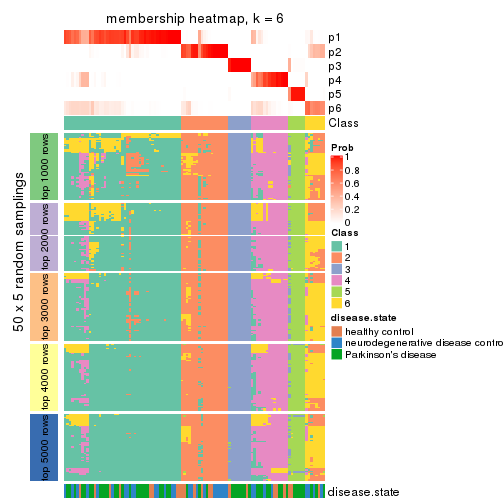 membership heatmap, k = 6
p1
p2
p3
p4
p5
p6
Class
50 x 5 random samplings
top 1000 rows
top 2000 rows
top 3000 rows
top 4000 rows
top 5000 rows
Prob
1
0.8
0.6
0.4
0.2
0
Class
1
2
3
4
5
6
disease.state
healthy control
neurodegenerative disease contro
Parkinson's disease
disease.state